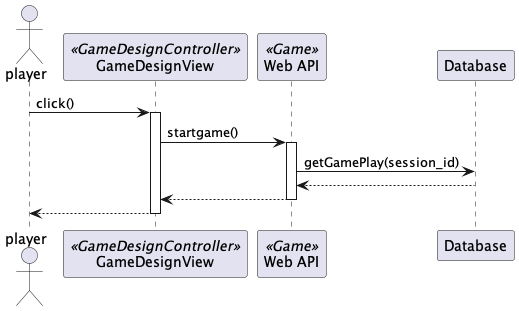 player
«GameDesignController»
GameDesignView
«Game»
Web API
Database
click()
startgame()
getGamePlay(session_id)
player
«GameDesignController»
GameDesignView
«Game»
Web API
Database